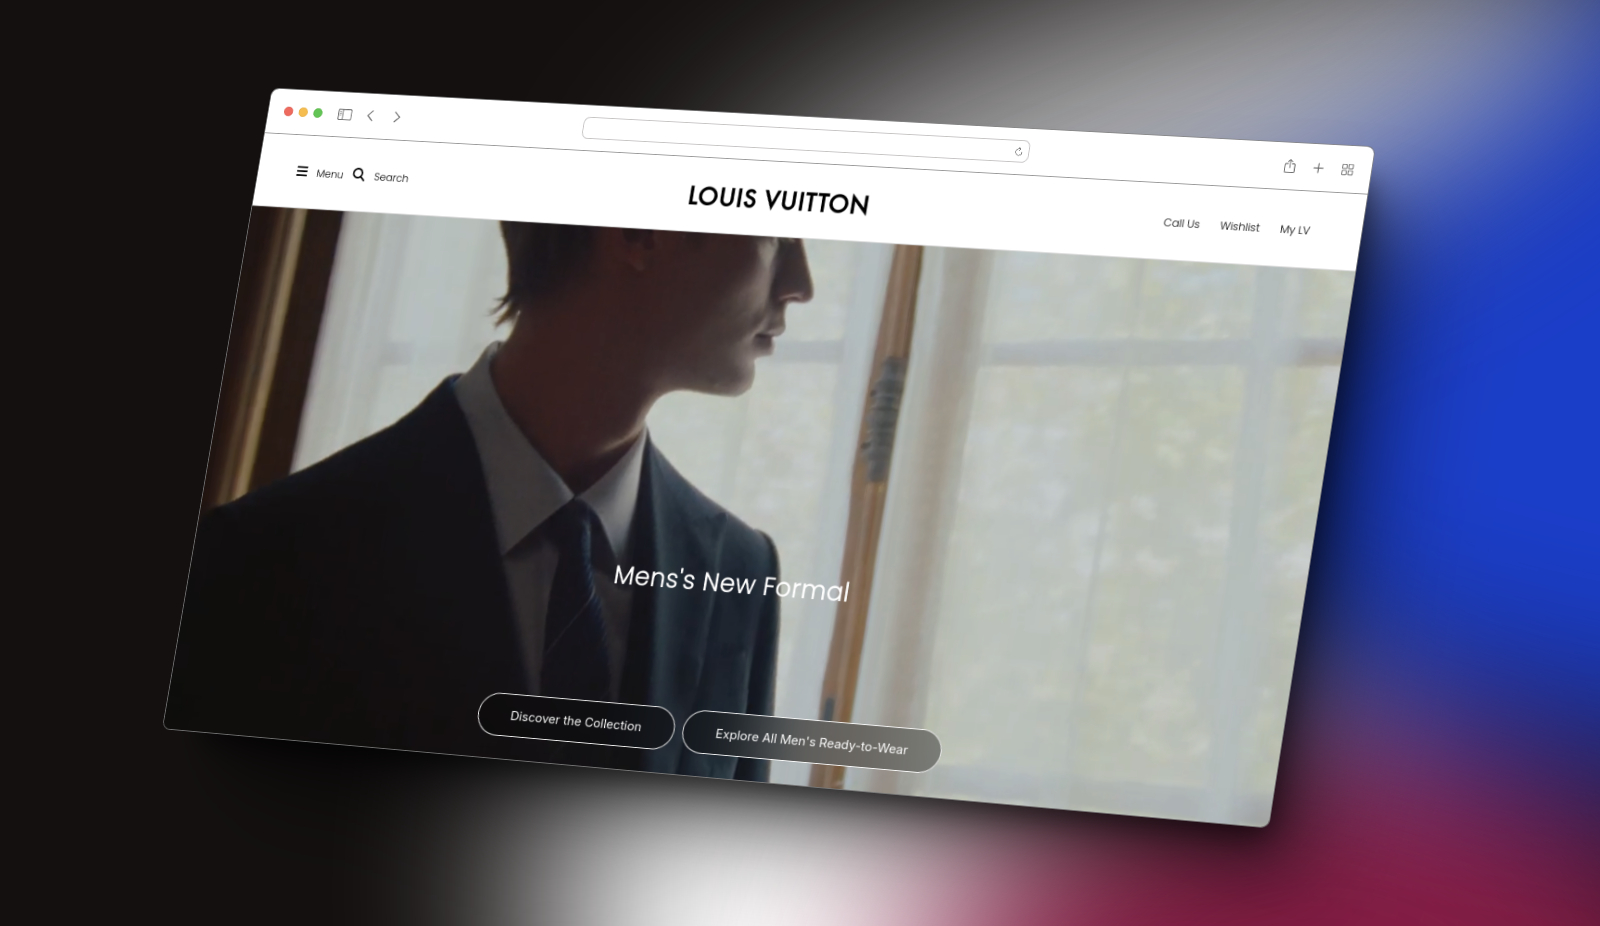 Menu Search
LOUIS VUITTON
Call Us Wishlist My LV
Mens's New Formal
Discover the Collection
Explore All Men's Ready-to-Wear